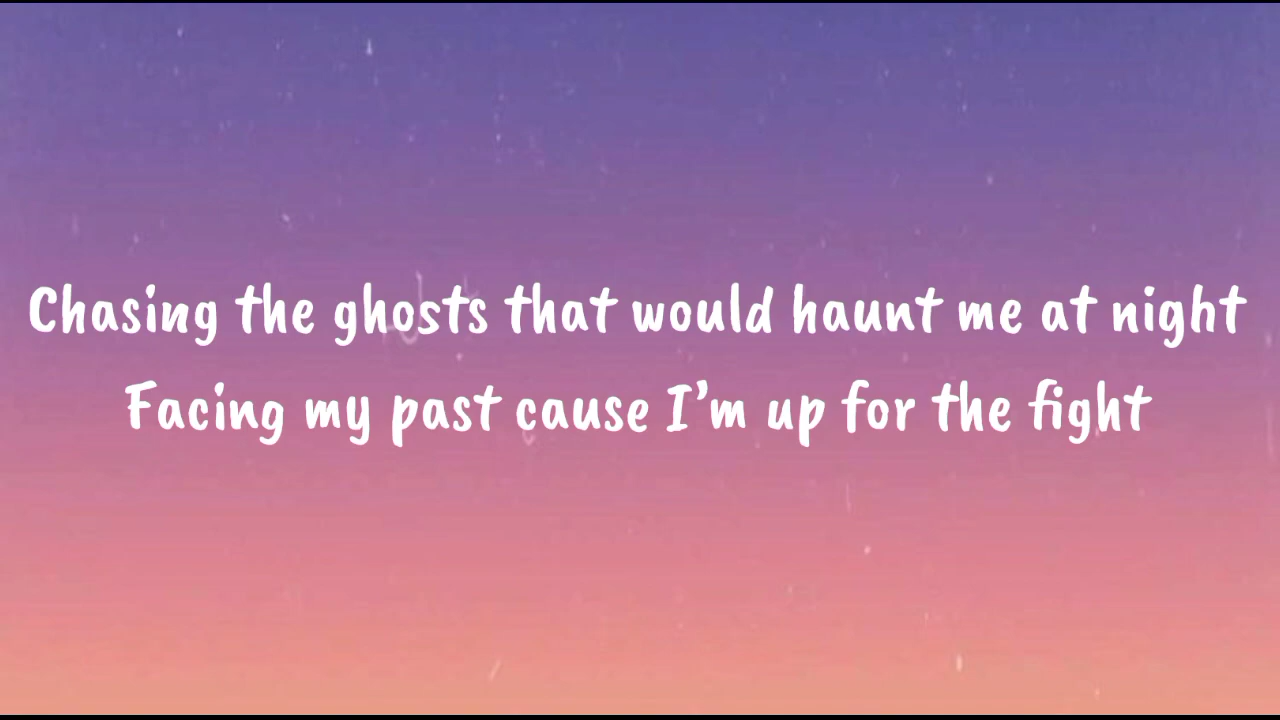 Chasing the ghosts that would haunt me at night
Facing my past cause I'm up for the fight